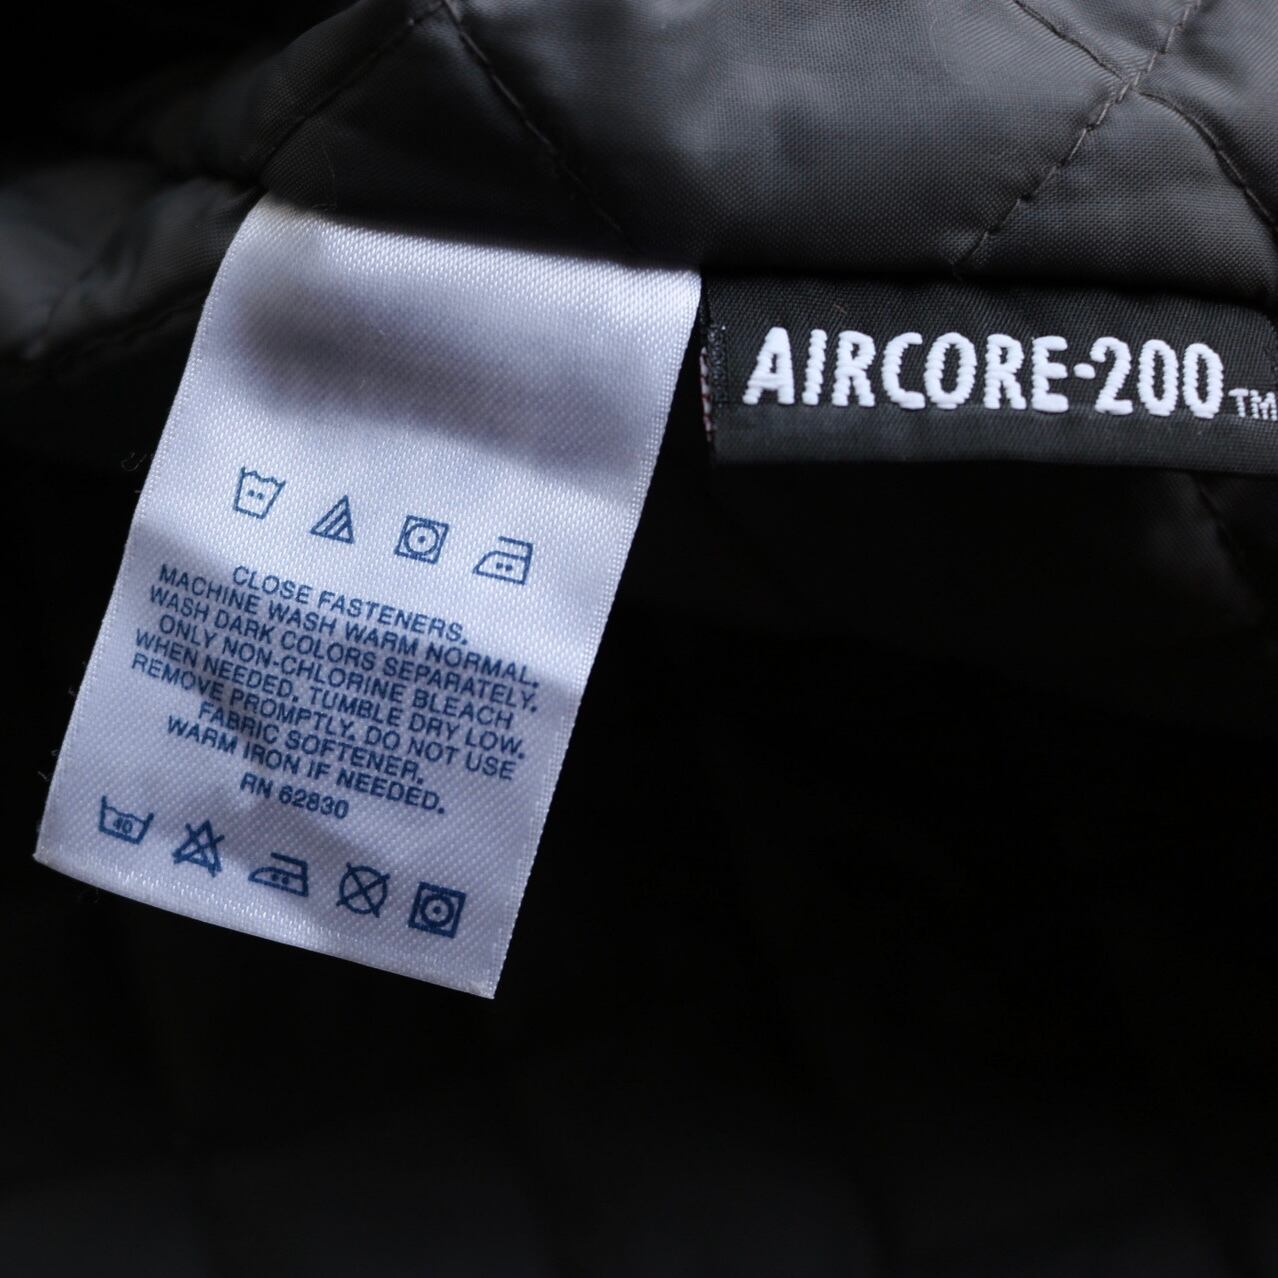 AIRCORE-200™
CLOSE FASTENERS.
MACHINE WASH WARM NORMAL.
WASH DARK COLORS SEPARATELY.
ONLY NON-CHLORINE BLEACH
WHEN NEEDED. TUMBLE DRY LOW.
REMOVE PROMPTLY. DO NOT USE
FABRIC SOFTENER.
WARM IRON IF NEEDED.
RN 62830
40